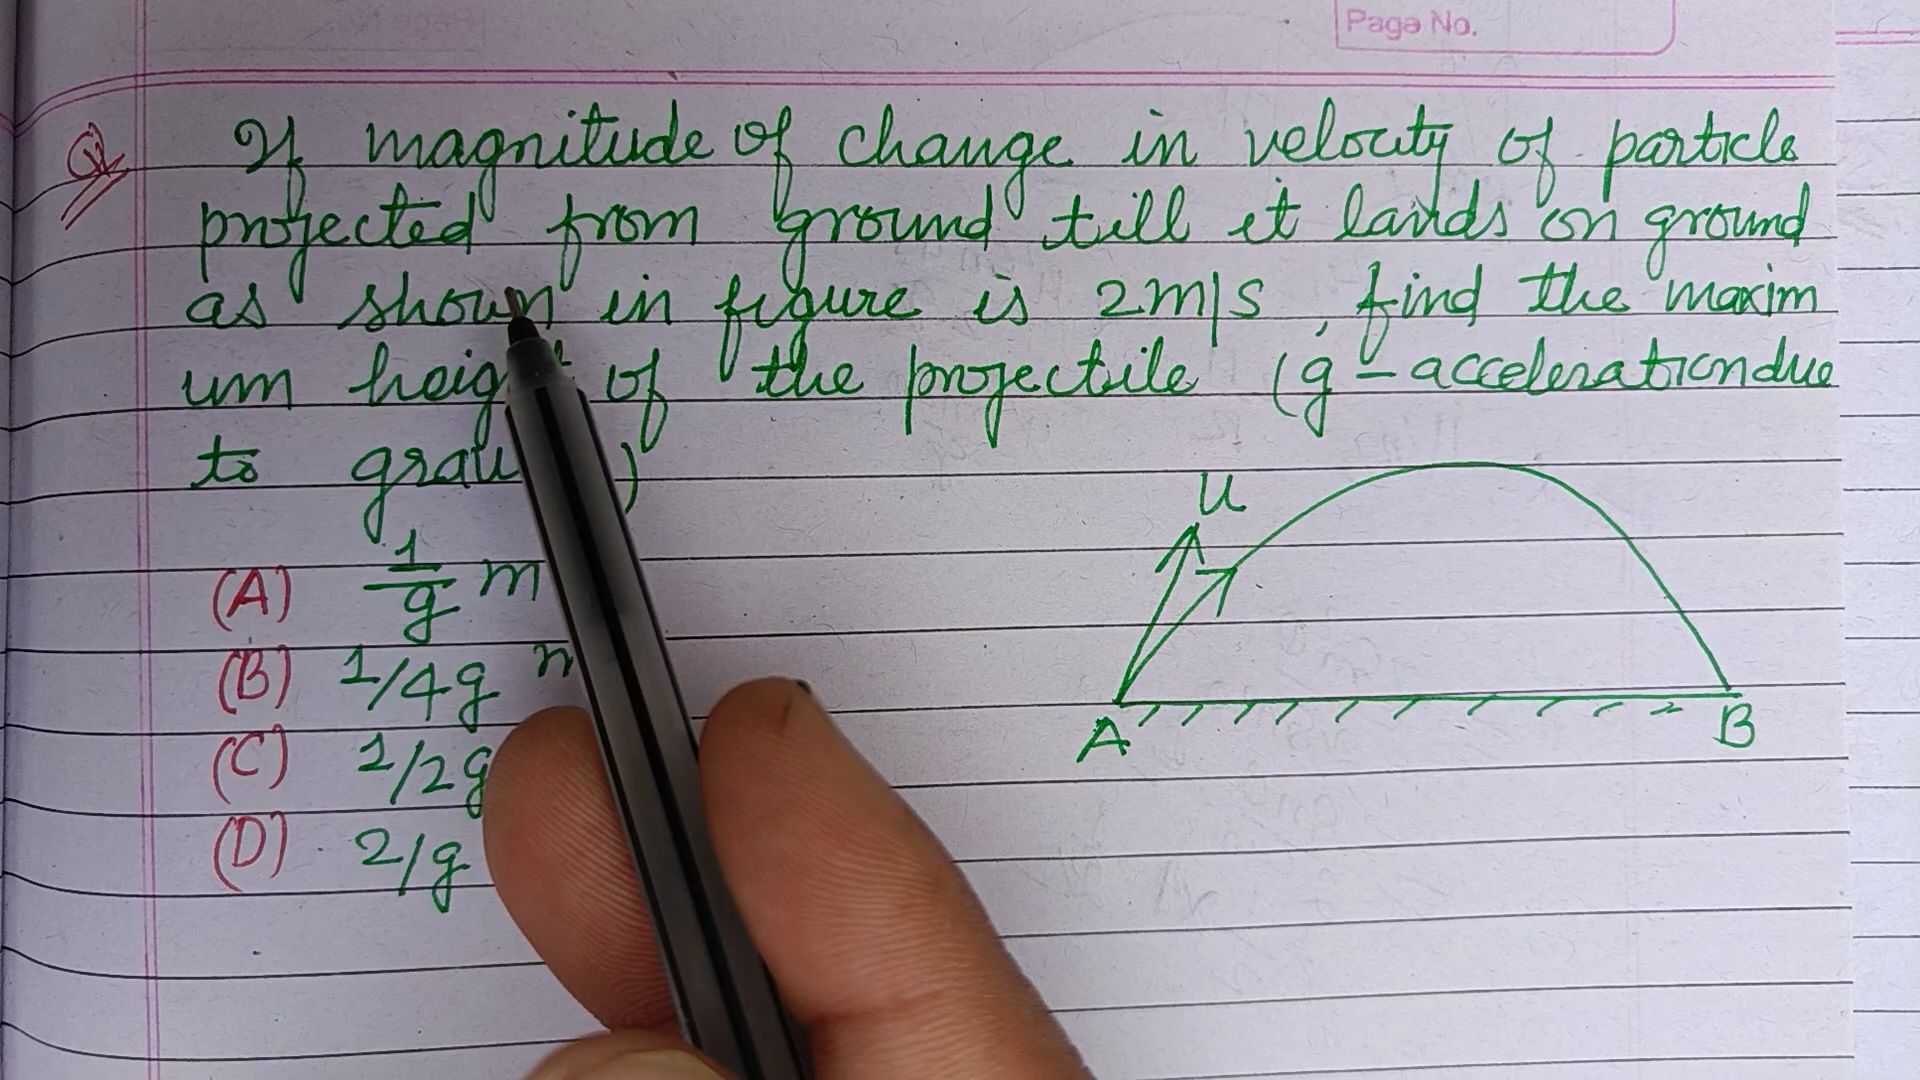 Page No.
Q If magnitude of change in velocity of particle
projected from ground till it lands on ground
as shown in figure is 2m/s, find the maxim
um of the projectile (g - acceleration due
to
(A) 1/g m
(B) 1/4g
(C) 1/2g
(D) 2/g
U
A B